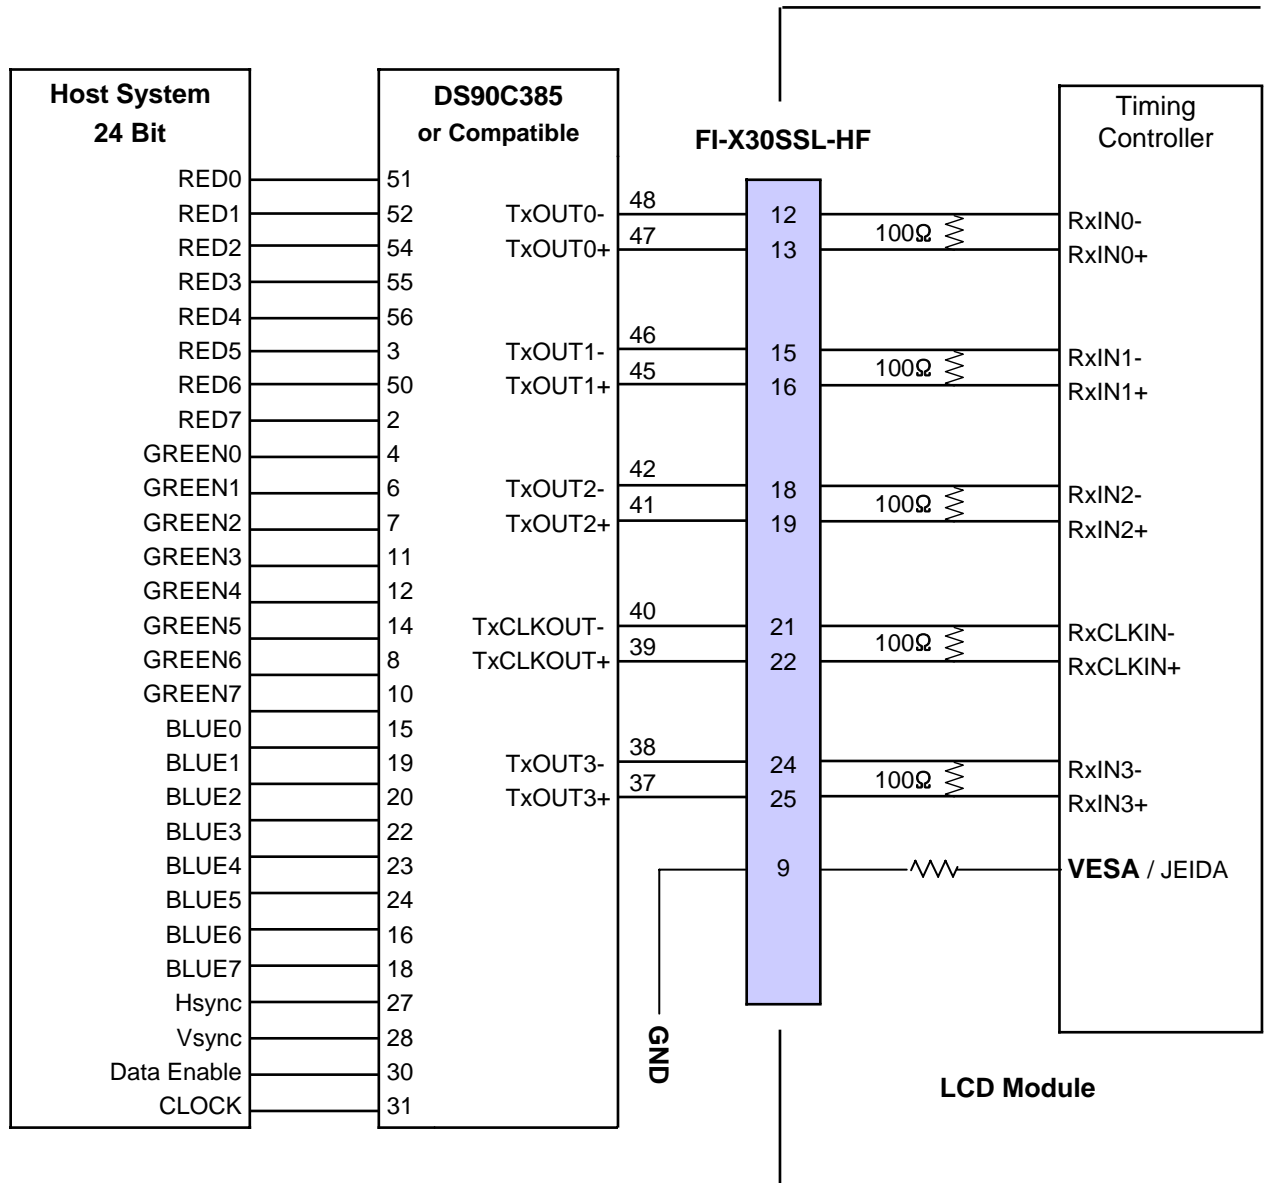 Host System
24 Bit
RED0
RED1
RED2
RED3
RED4
RED5
RED6
RED7
GREEN0
GREEN1
GREEN2
GREEN3
GREEN4
GREEN5
GREEN6
GREEN7
BLUE0
BLUE1
BLUE2
BLUE3
BLUE4
BLUE5
BLUE6
BLUE7
Hsync
Vsync
Data Enable
CLOCK
DS90C385
or Compatible
51
52
54
55
56
3
50
2
4
6
7
11
12
14
8
10
15
19
20
22
23
24
16
18
27
28
30
31
TxOUT0-
TxOUT0+
TxOUT1-
TxOUT1+
TxOUT2-
TxOUT2+
TxCLKOUT-
TxCLKOUT+
TxOUT3-
TxOUT3+
48
47
46
45
42
41
40
39
38
37
GND
FI-X30SSL-HF
12
13
15
16
18
19
21
22
24
25
9
100Ω
100Ω
100Ω
100Ω
100Ω
Timing
Controller
RxIN0-
RxIN0+
RxIN1-
RxIN1+
RxIN2-
RxIN2+
RxCLKIN-
RxCLKIN+
RxIN3-
RxIN3+
VESA / JEIDA
LCD Module